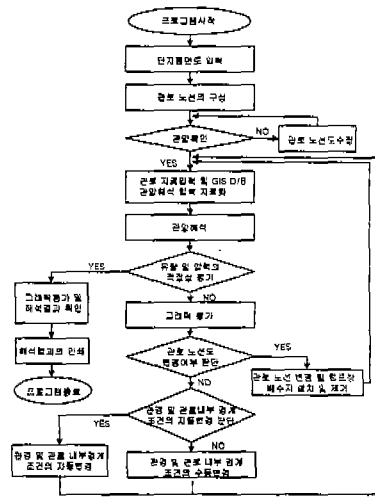 프로그램시작
단지평면도 입력
관로 노선의 구성
관망확인
NO
관로 노선도수정
YES
관로 자료입력 및 GIS D/B
관망해석 입력 자료화
관망해석
YES
유량 및 압력의
적정성 평가
그래픽평가 및
해석결과 확인
NO
그래픽 평가
해석결과의 인쇄
관로 노선도
변경여부 판단
YES
프로그램종료
NO
관로 노선 변경 및 펌프장
배수지 설치 및 제거
관경 및 관로내부 경계
조건의 자동변경 판단
YES
NO
관경 및 관로 내부경계
조건의 자동변경
관경 및 관로 내부 경계
조건의 수동변경